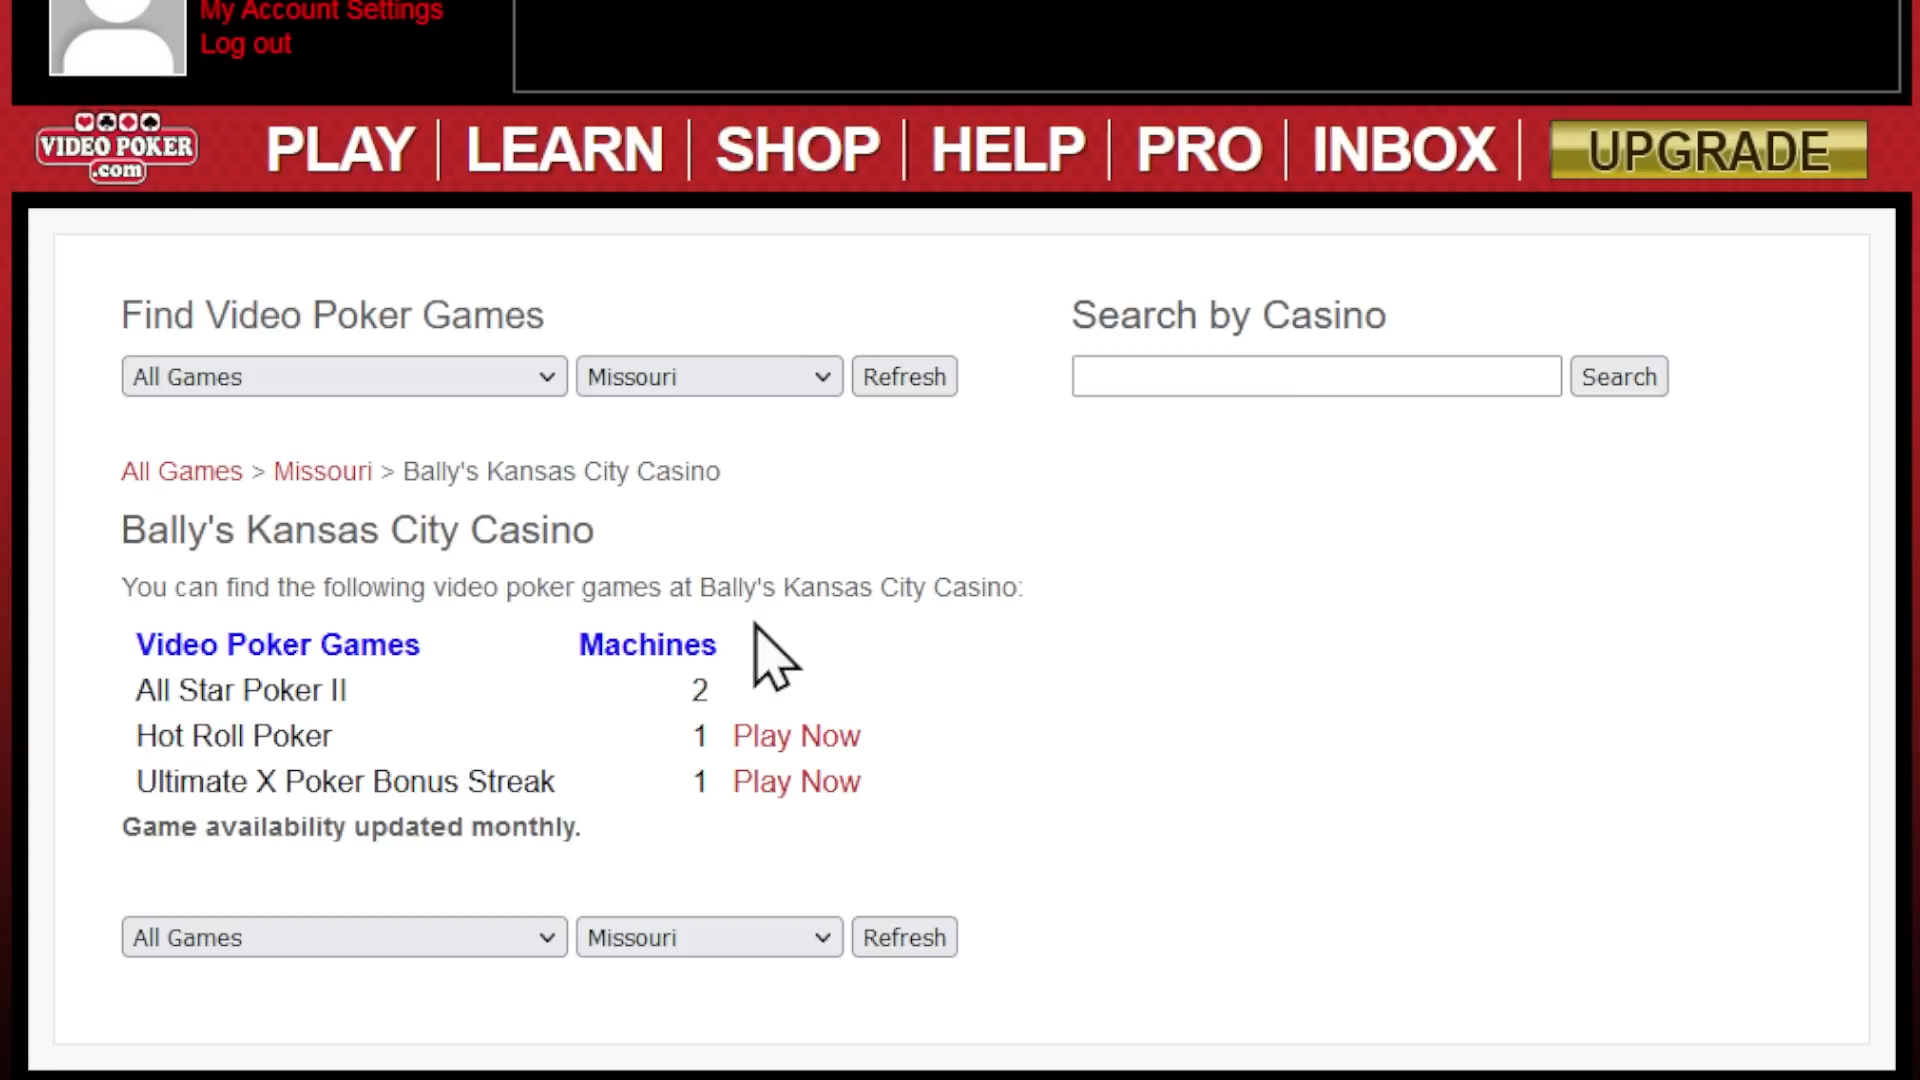 My Account Settings
Log out
VIDEO POKER
.com
PLAY LEARN SHOP HELP PRO INBOX UPGRADE
Find Video Poker Games
Search by Casino
All Games Missouri Refresh
Search
All Games > Missouri > Bally's Kansas City Casino
Bally's Kansas City Casino
You can find the following video poker games at Bally's Kansas City Casino:
Video Poker Games Machines
All Star Poker II 2
Hot Roll Poker 1 Play Now
Ultimate X Poker Bonus Streak 1 Play Now
Game availability updated monthly.
All Games Missouri Refresh